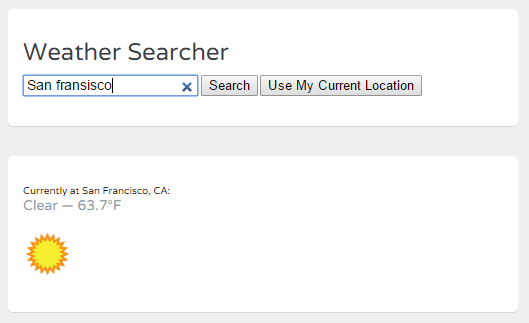 Weather Searcher
San fransisco
Search
Use My Current Location
Currently at San Francisco, CA:
Clear — 63.7°F